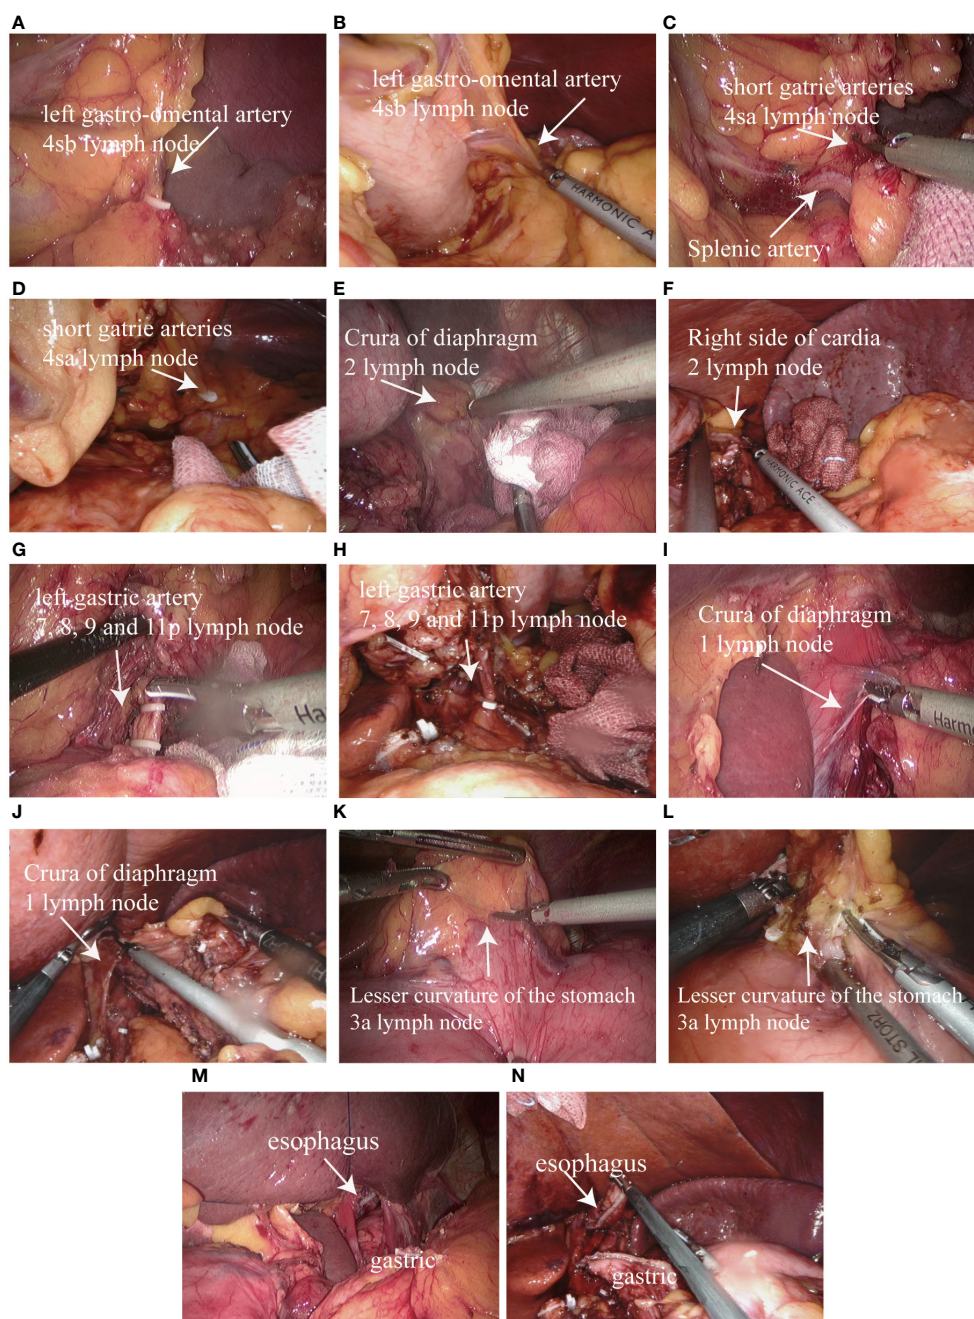 A
B
C
left gastro-omental artery
4sb lymph node
left gastro-omental artery
4sb lymph node
HARMONIC A
short gatrie arteries
4sa lymph node
Splenic artery
D
E
F
short gatrie arteries
4sa lymph node
Crura of diaphragm
2 lymph node
Right side of cardia
2 lymph node
HARMONIC ACE
G
H
I
left gastric artery
7, 8, 9 and 11p lymph node
Ha
left gastric artery
7, 8, 9 and 11p lymph node
Crura of diaphragm
1 lymph node
Harmo
J
K
L
Crura of diaphragm
1 lymph node
H
Lesser curvature of the stomach
3a lymph node
Lesser curvature of the stomach
3a lymph node
L STORZ
M
N
esophagus
gastric
esophagus
gastric